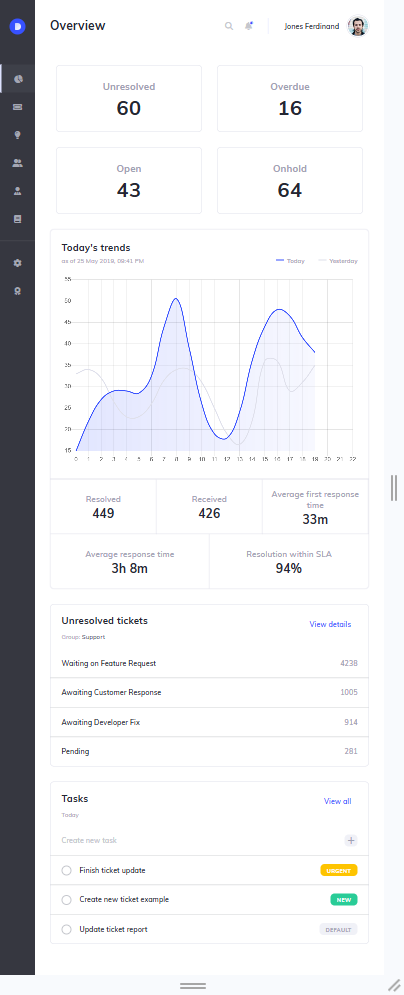 Overview
Jones Ferdinand
Unresolved
60
Overdue
16
Open
43
Onhold
64
Today's trends
as of 25 May 2019, 09:41 PM
Today
Yesterday
55
50
45
40
35
30
25
20
15
0 1 2 3 4 5 6 7 8 9 10 11 12 13 14 15 16 17 18 19 20 21 22
Resolved
449
Received
426
Average first response
time
33m
Average response time
3h 8m
Resolution within SLA
94%
Unresolved tickets
View details
Group: Support
Waiting on Feature Request 4238
Awaiting Customer Response 1005
Awaiting Developer Fix 914
Pending 281
Tasks
View all
Today
Create new task
Finish ticket update URGENT
Create new ticket example NEW
Update ticket report DEFAULT